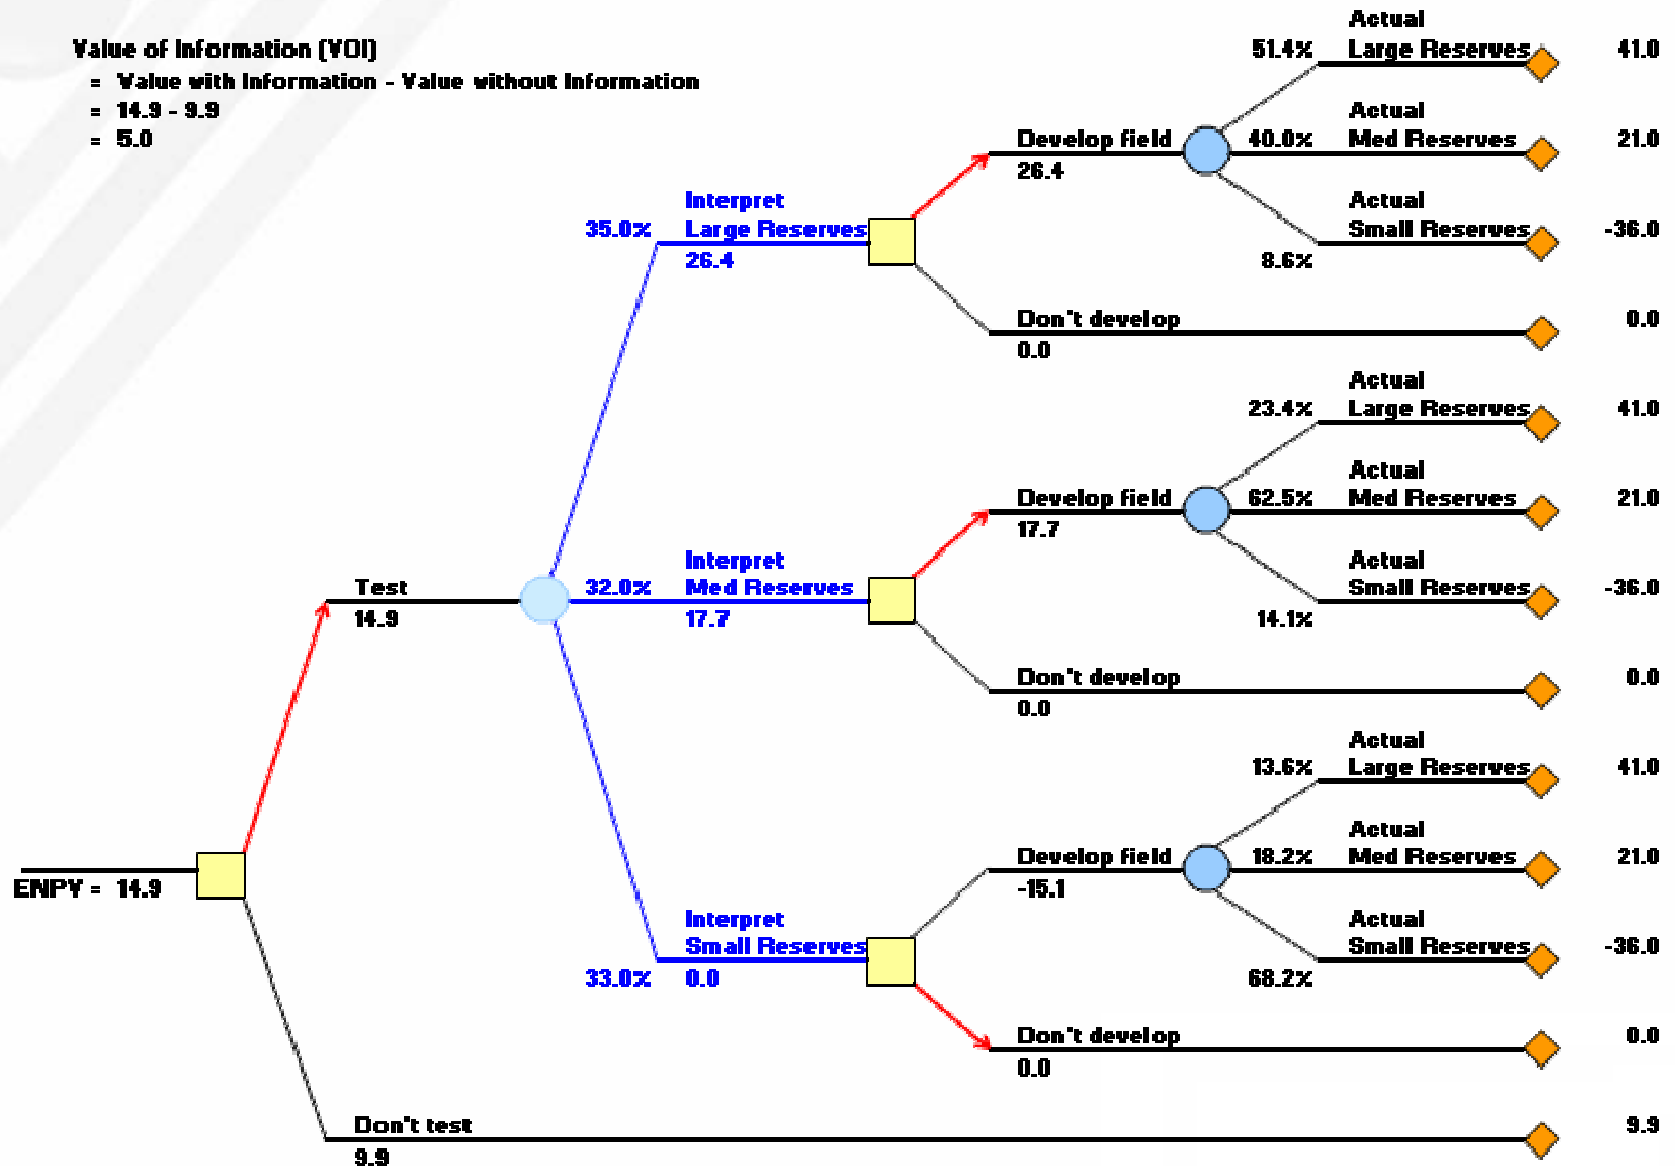 Value of Information (VOI)
= Value with Information - Value without Information
= 14.9 - 9.9
= 5.0
Actual
51.4% Large Reserves 41.0
Actual
Develop field 40.0% Med Reserves 21.0
26.4
Interpret Actual
35.0% Large Reserves Small Reserves -36.0
26.4 8.6%
Don't develop 0.0
0.0
Actual
23.4% Large Reserves 41.0
Actual
Develop field 62.5% Med Reserves 21.0
17.7
Interpret Actual
Test 32.0% Med Reserves Small Reserves -36.0
14.9 17.7 14.1%
Don't develop 0.0
0.0
Actual
13.6% Large Reserves 41.0
Actual
Develop field 18.2% Med Reserves 21.0
ENPV = 14.9 -15.1
Interpret Actual
Small Reserves Small Reserves -36.0
33.0% 0.0 68.2%
Don't develop 0.0
0.0
Don't test 9.9
9.9